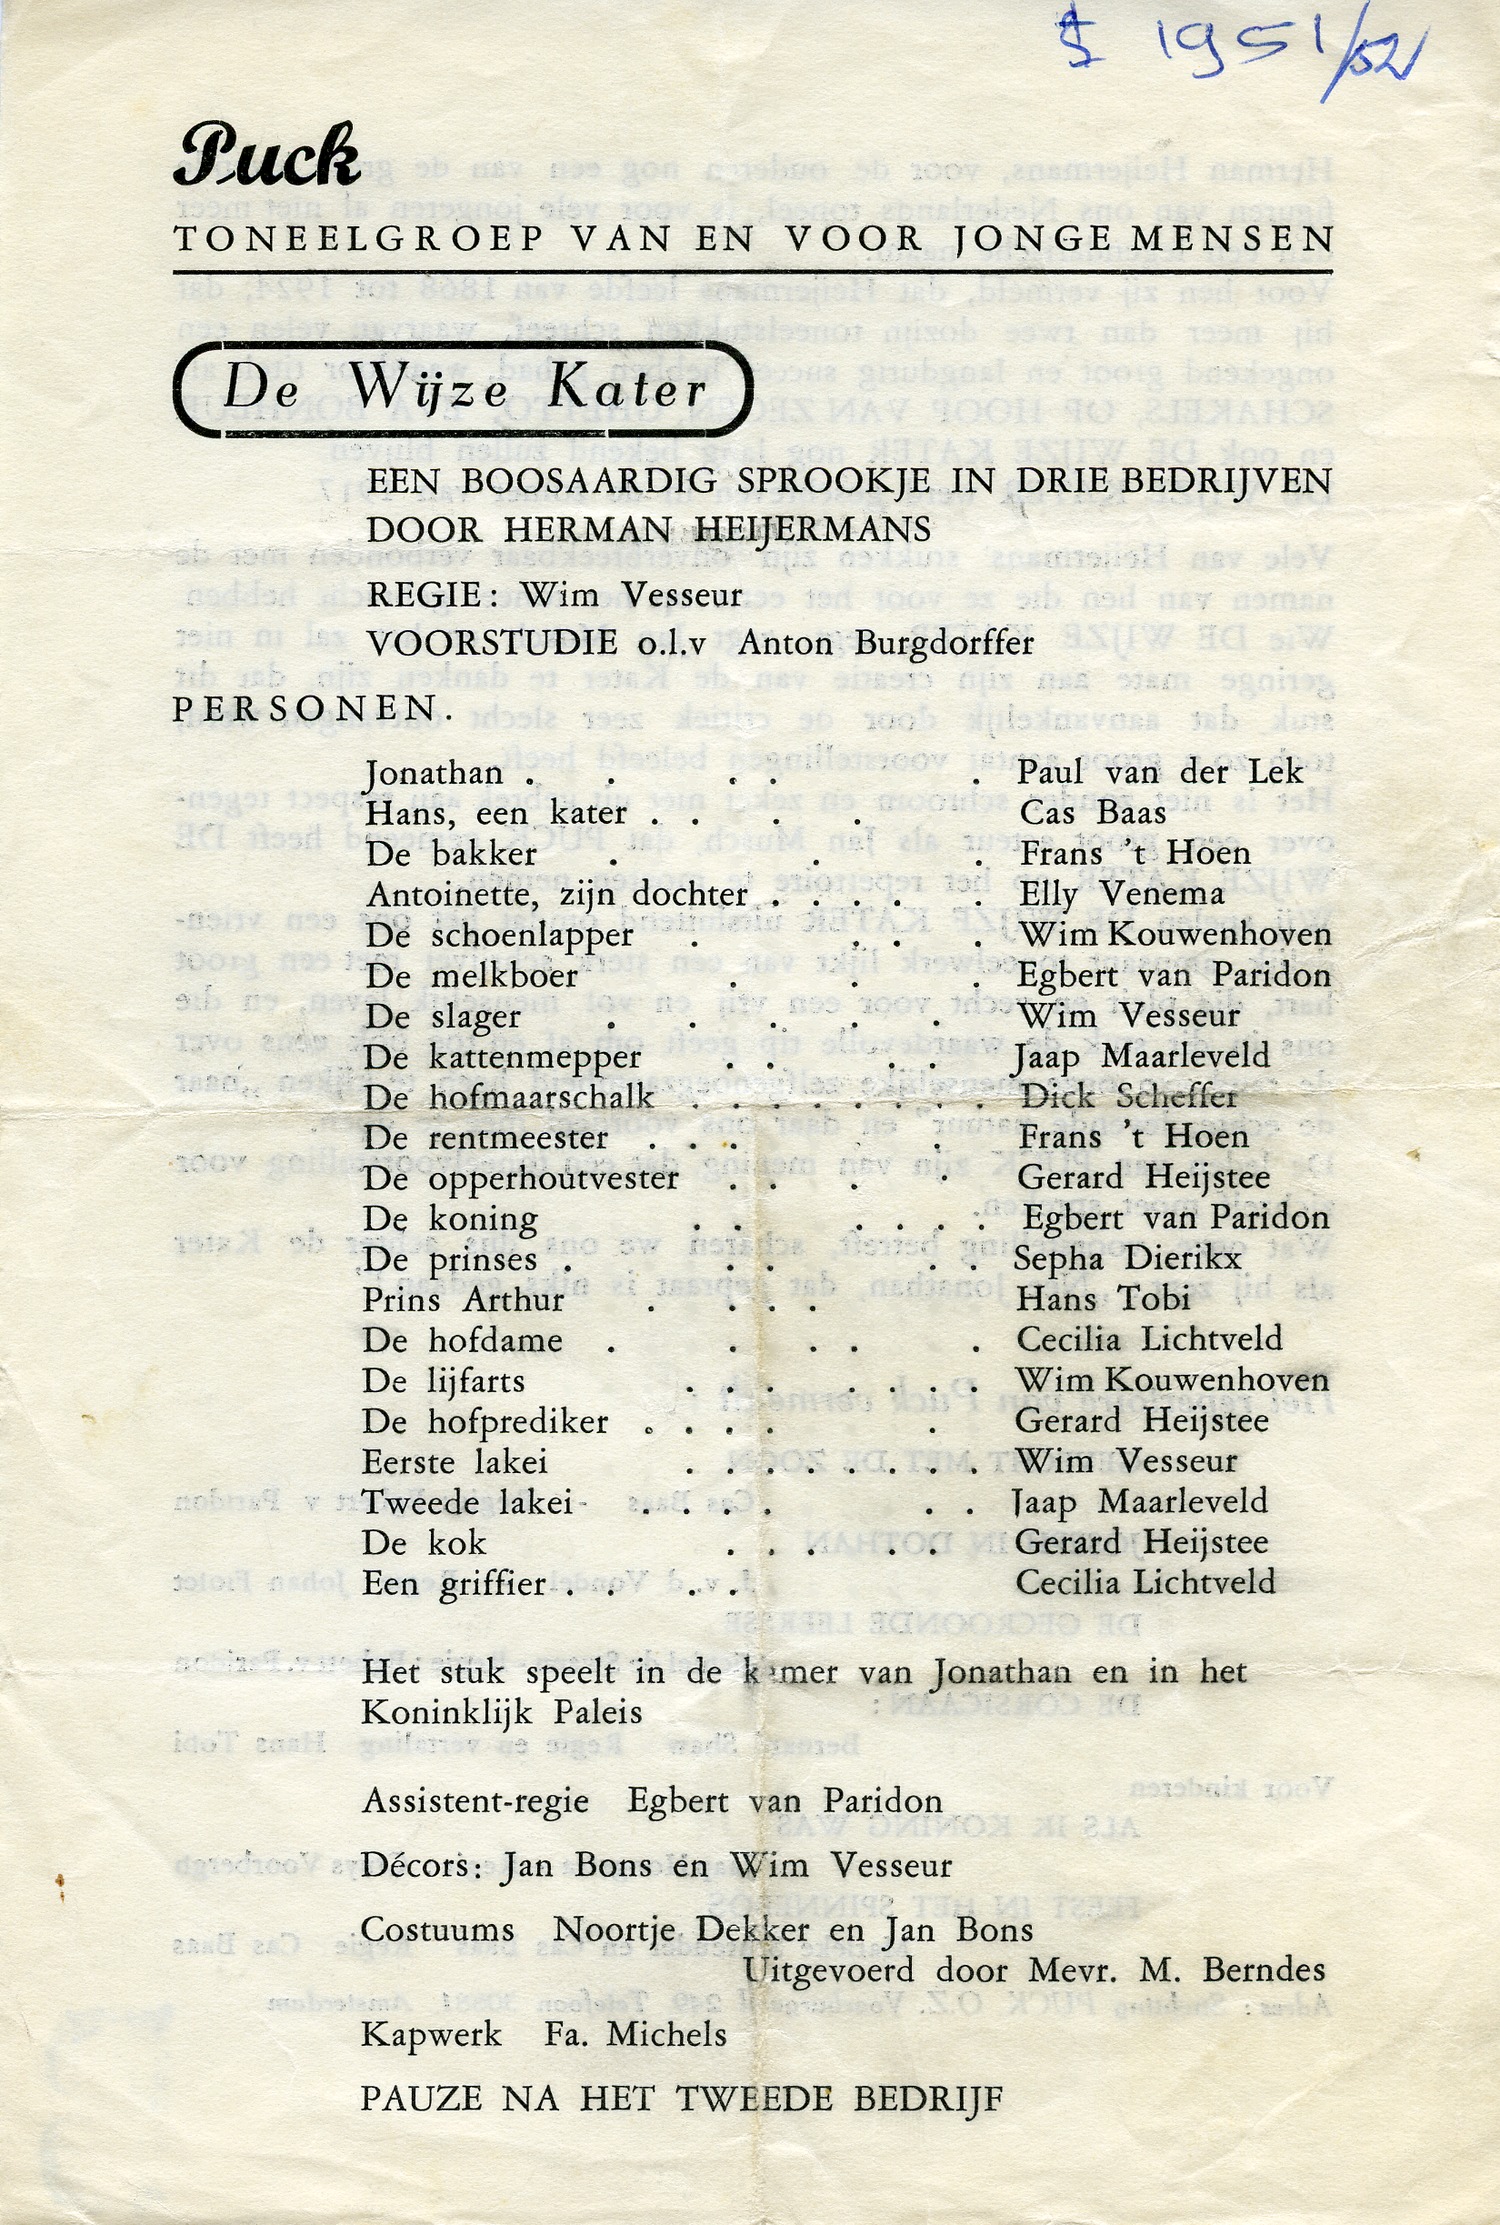 1951/52
Puck
TONEELGROEP VAN EN VOOR JONGE MENSEN
De Wijze Kater
EEN BOOSAARDIG SPROOKJE IN DRIE BEDRIJVEN
DOOR HERMAN HEIJERMANS
REGIE: Wim Vesseur
VOORSTUDIE o.l.v Anton Burgdorffer
PERSONEN.
Jonathan . . . . . Paul van der Lek
Hans, een kater . . . . Cas Baas
De bakker . . . Frans 't Hoen
Antoinette, zijn dochter . . . . . Elly Venema
De schoenlapper . . . . Wim Kouwenhoven
De melkboer . . . Egbert van Paridon
De slager . . . . . Wim Vesseur
De kattenmepper . . . . Jaap Maarleveld
De hofmaarschalk . . . . . . . . Dick Scheffer
De rentmeester . . . . Frans 't Hoen
De opperhoutvester . . . . Gerard Heijstee
De koning . . . . . . Egbert van Paridon
De prinses . . . . . Sepha Dierikx
Prins Arthur . . . . Hans Tobi
De hofdame . . . . . Cecilia Lichtveld
De lijfarts . . . . . . . Wim Kouwenhoven
De hofprediker . . . . . Gerard Heijstee
Eerste lakei . . . . . . . . Wim Vesseur
Tweede lakei - . . . . . . Jaap Maarleveld
De kok . . . . . Gerard Heijstee
Een griffier . . . . Cecilia Lichtveld
Het stuk speelt in de kamer van Jonathan en in het
Koninklijk Paleis
Assistent-regie Egbert van Paridon
Décors: Jan Bons en Wim Vesseur
Costuums Noortje Dekker en Jan Bons
Uitgevoerd door Mevr. M. Berndes
Kapwerk Fa. Michels
PAUZE NA HET TWEEDE BEDRIJF